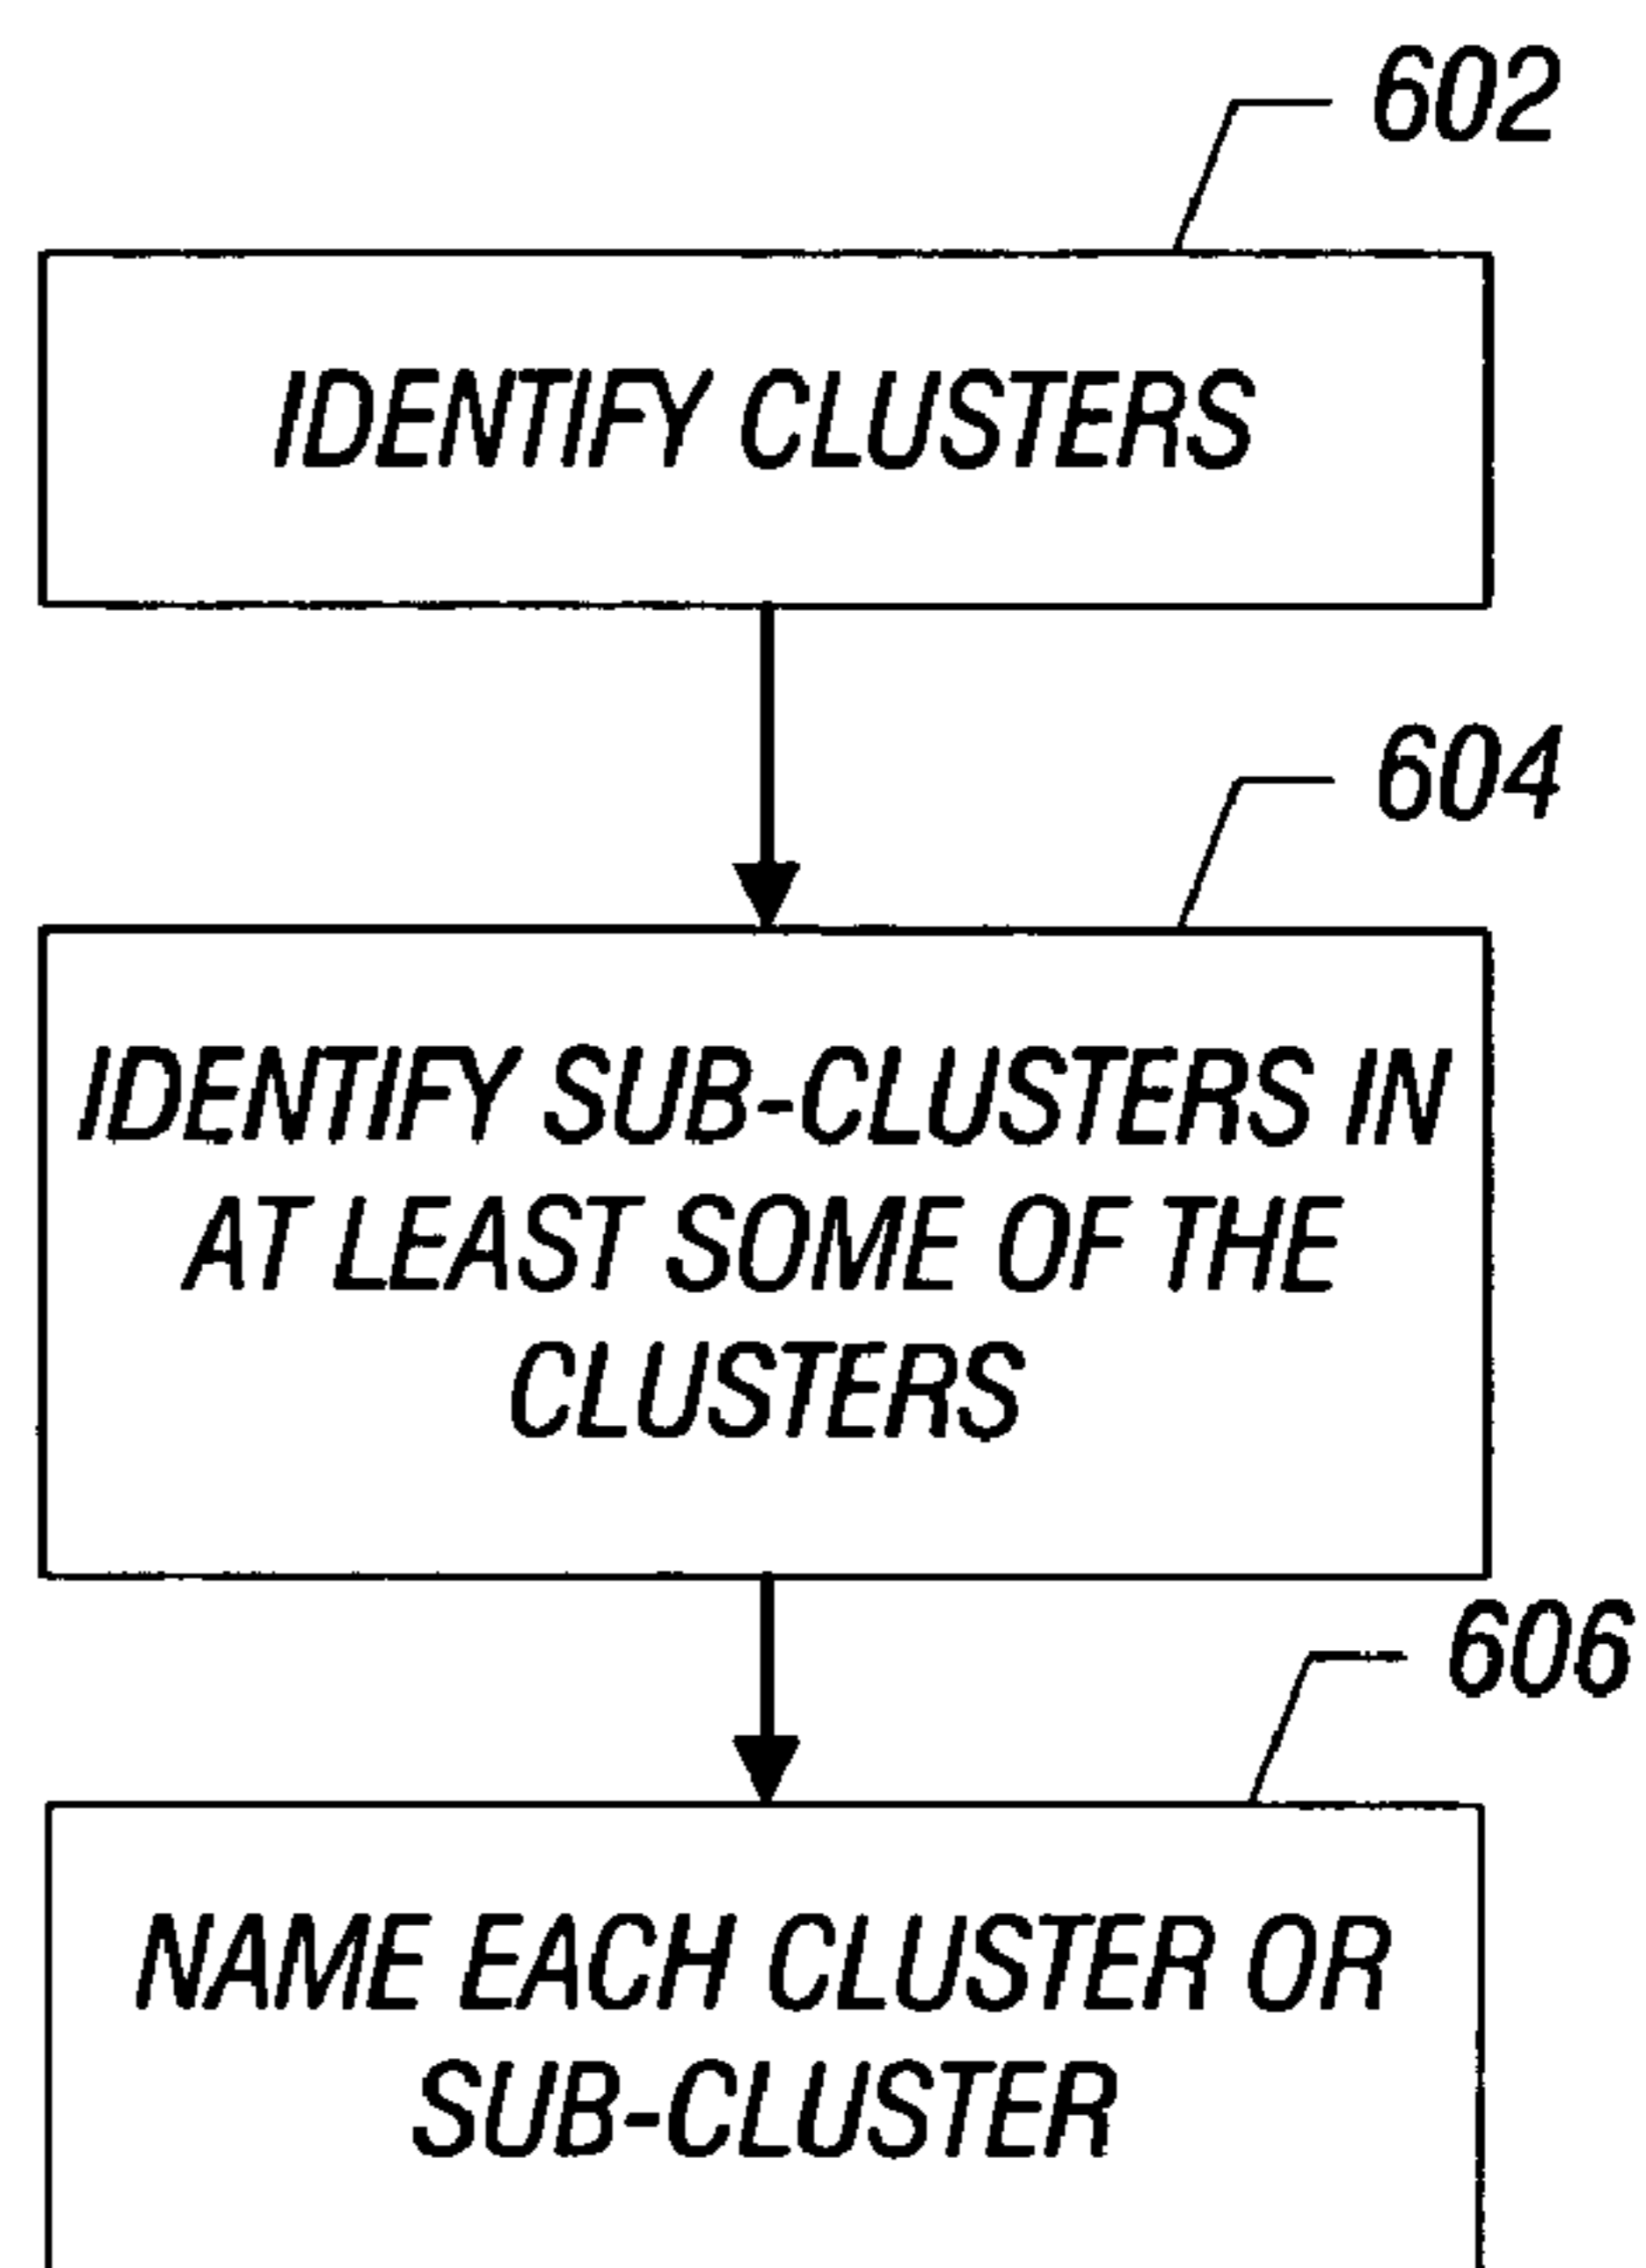 602
IDENTIFY CLUSTERS
604
IDENTIFY SUB-CLUSTERS IN
AT LEAST SOME OF THE
CLUSTERS
606
NAME EACH CLUSTER OR
SUB-CLUSTER